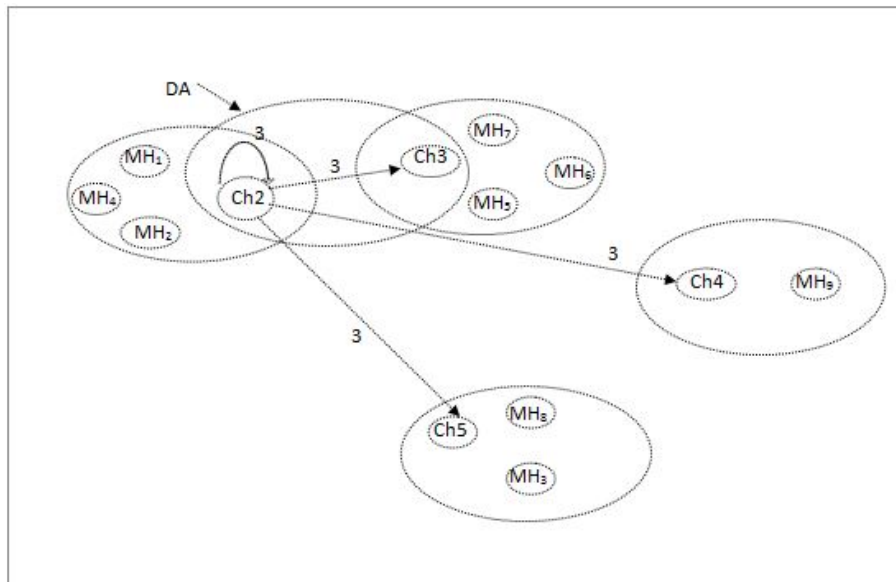 DA
3
MH₁
MH₄
MH₂
Ch2
3
Ch3
MH₇
MH₆
MH₅
3
Ch4
MH₉
3
Ch5
MH₈
MH₃